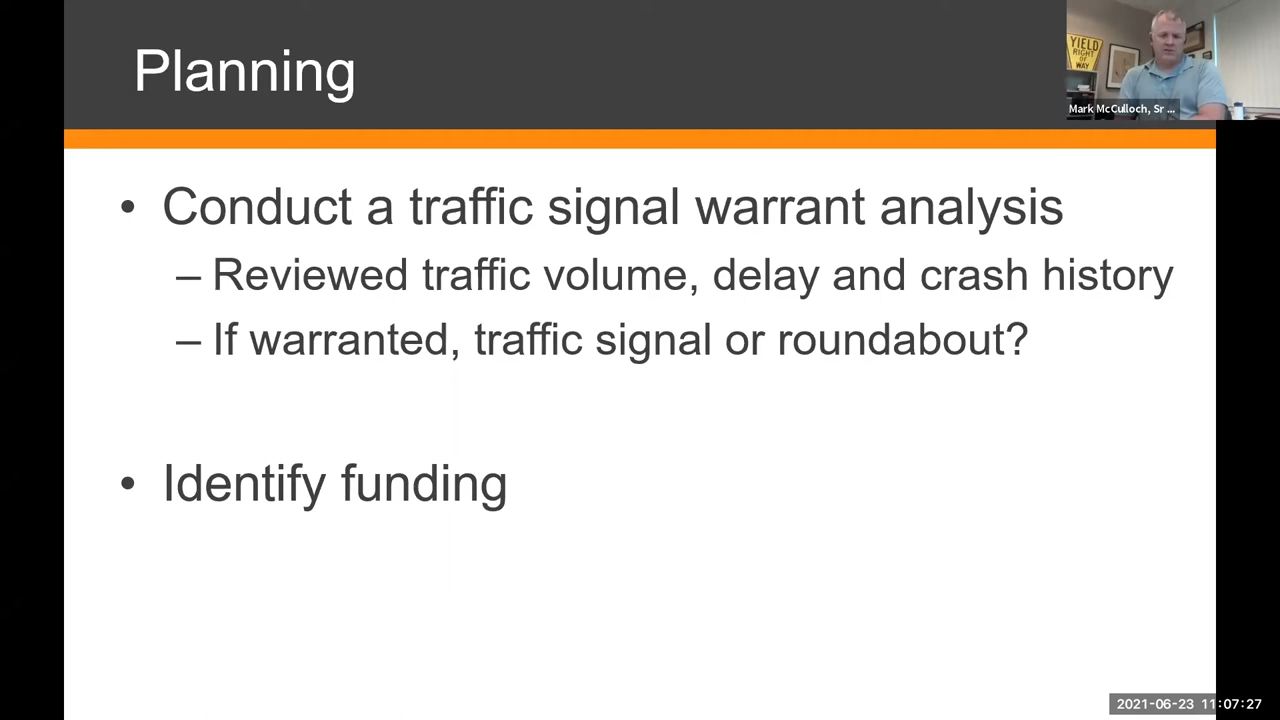 Planning
YIELD
RIGHT
OF
WAY
Mark McCulloch, Sr ...
• Conduct a traffic signal warrant analysis
– Reviewed traffic volume, delay and crash history
– If warranted, traffic signal or roundabout?
• Identify funding
2021-06-23 11:07:27